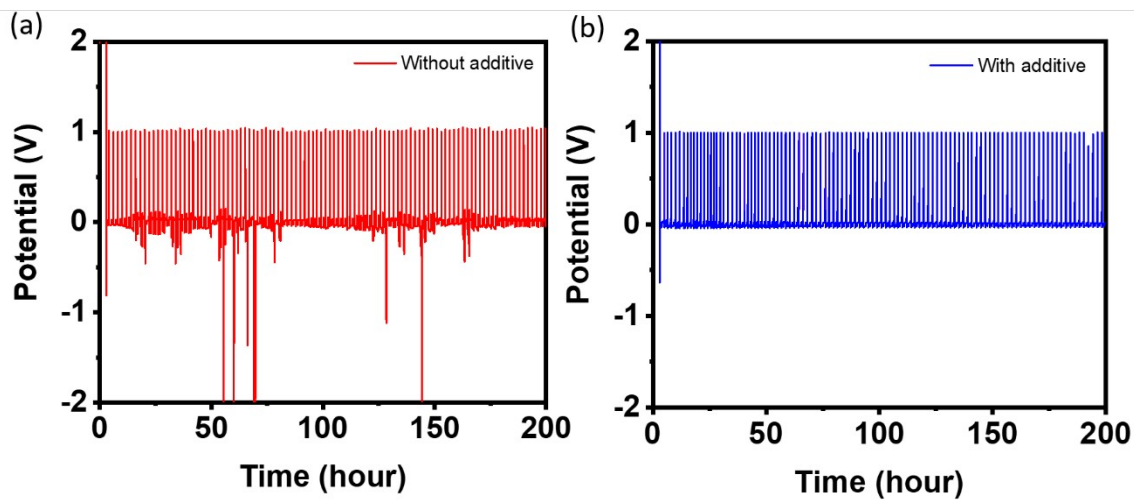 (a)
Without additive
2
1
0
-1
-2
Potential (V)
0
50
100
150
200
Time (hour)
(b)
With additive
2
1
0
-1
-2
Potential (V)
0
50
100
150
200
Time (hour)